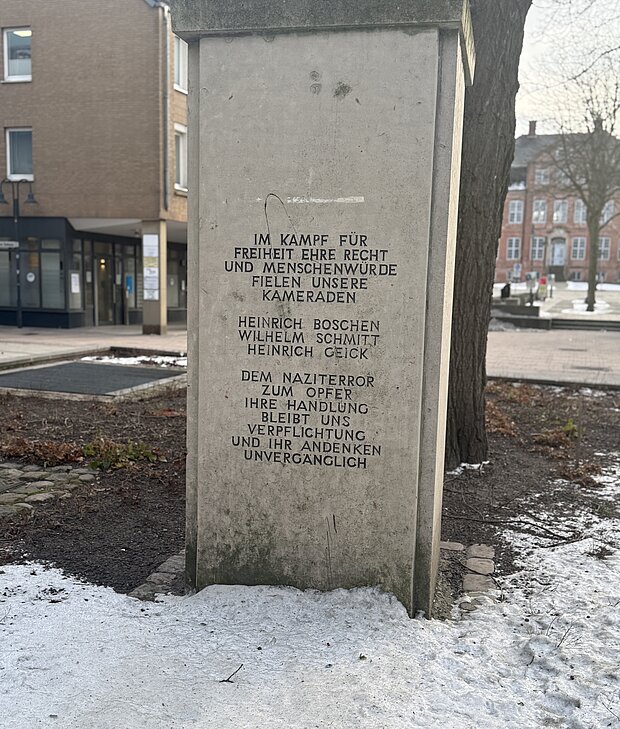 IM KAMPF FÜR
FREIHEIT EHRE RECHT
UND MENSCHENWÜRDE
FIELEN UNSERE
KAMERADEN
HEINRICH BOSCHEN
WILHELM SCHMITT
HEINRICH GEICK
DEM NAZITERROR
ZUM OPFER
IHRE HANDLUNG
BLEIBT UNS
VERPFLICHTUNG
UND IHR ANDENKEN
UNVERGÄNGLICH